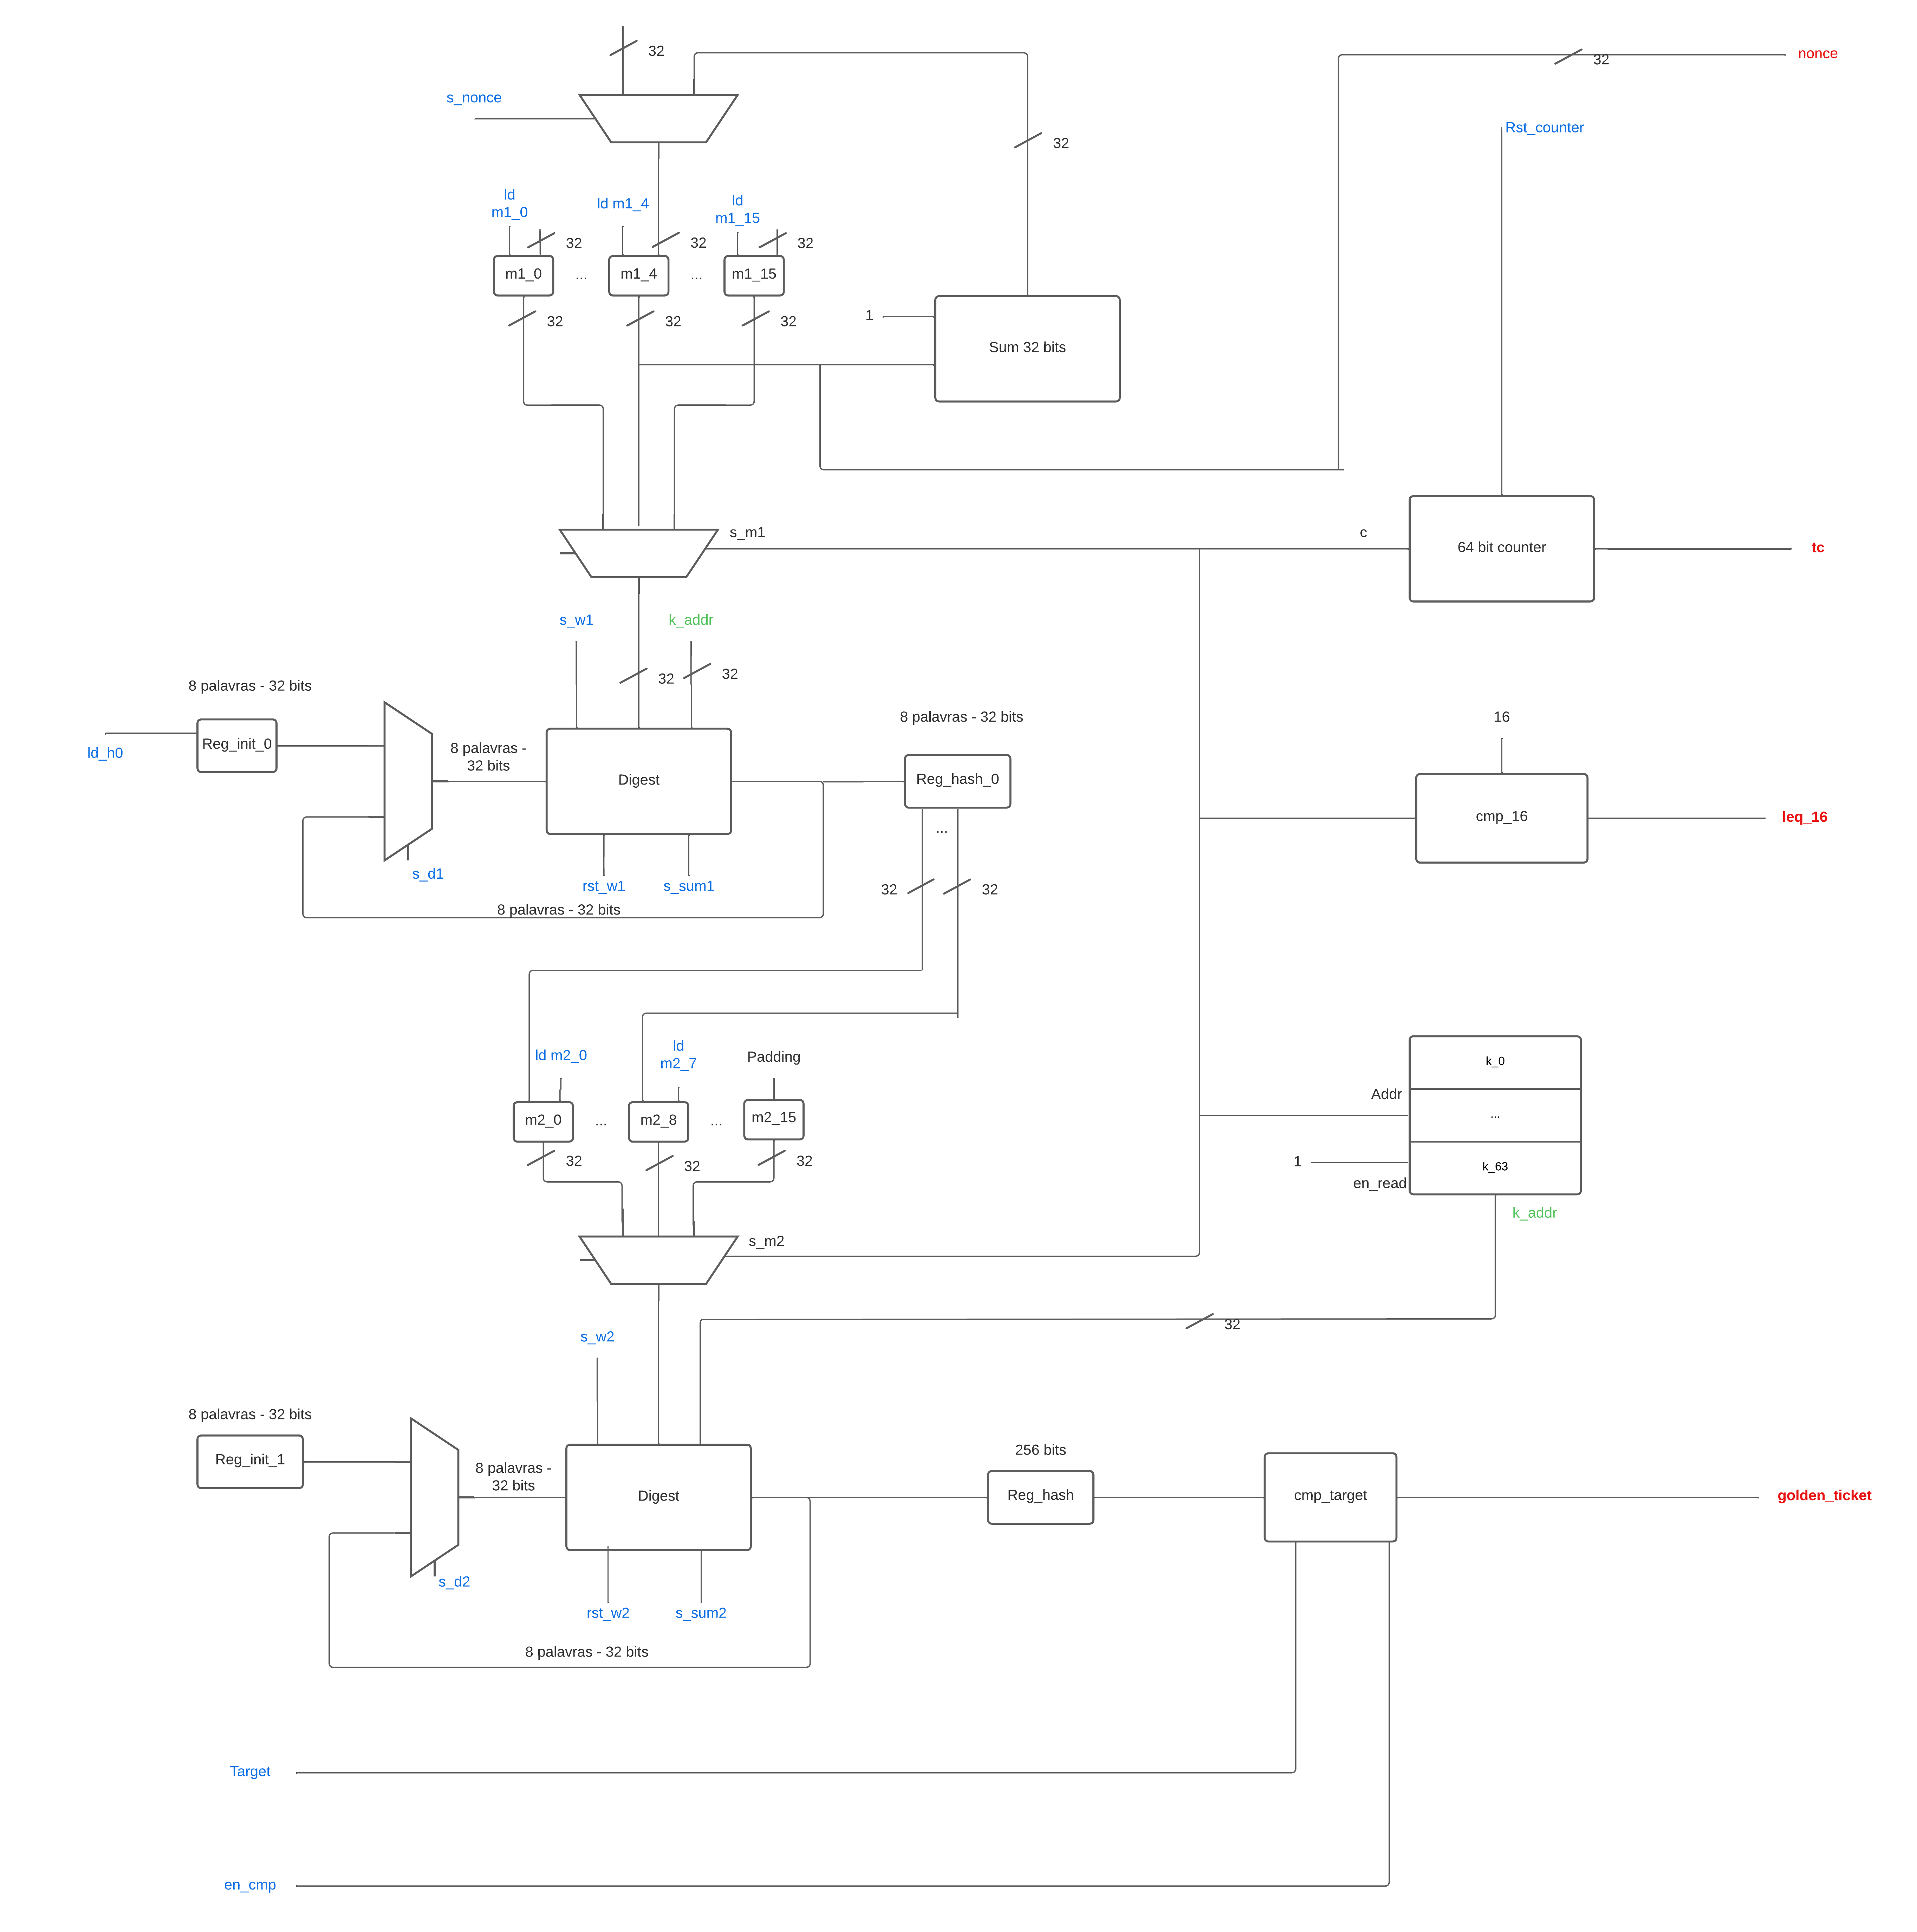 32
32
nonce
s_nonce
Rst_counter
32
ld
m1_0
ld m1_4
ld
m1_15
32
32
32
m1_0
...
m1_4
...
m1_15
32
32
32
1
Sum 32 bits
s_m1
c
64 bit counter
tc
s_w1
k_addr
32
32
8 palavras - 32 bits
8 palavras - 32 bits
16
Reg_init_0
ld_h0
8 palavras -
32 bits
Digest
Reg_hash_0
...
cmp_16
leq_16
s_d1
rst_w1
s_sum1
32
32
8 palavras - 32 bits
ld m2_0
ld
m2_7
Padding
k_0
Addr
...
m2_0
...
m2_8
...
m2_15
32
32
32
1
k_63
en_read
k_addr
s_m2
32
s_w2
8 palavras - 32 bits
Reg_init_1
8 palavras -
32 bits
Digest
256 bits
Reg_hash
cmp_target
golden_ticket
s_d2
rst_w2
s_sum2
8 palavras - 32 bits
Target
en_cmp